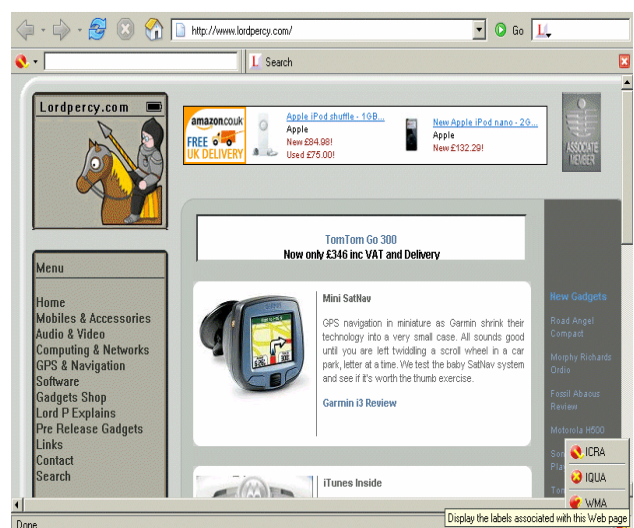 http://www.lordpercy.com/
Go
L
L Search
Lordpercy.com
amazon.co.uk
FREE
UK DELIVERY
Apple iPod shuffle - 1GB...
Apple
New £84.98!
Used £75.00!
New Apple iPod nano - 2G...
Apple
New £132.29!
ASSOCIATE
MEMBER
TomTom Go 300
Now only £346 inc VAT and Delivery
Menu
Home
Mobiles & Accessories
Audio & Video
Computing & Networks
GPS & Navigation
Software
Gadgets Shop
Lord P Explains
Pre Release Gadgets
Links
Contact
Search
Mini SatNav
GPS navigation in miniature as Garmin shrink their
technology into a very small case. All sounds good
until you are left twiddling a scroll wheel in a car
park, letter at a time. We test the baby SatNav system
and see if it's worth the thumb exercise.
Garmin i3 Review
iTunes Inside
New Gadgets
Road Angel
Compact
Morphy Richards
Ordio
Fossil Abacus
Review
Motorola H500
ICRA
IQUA
WMA
Display the labels associated with this Web page
Done